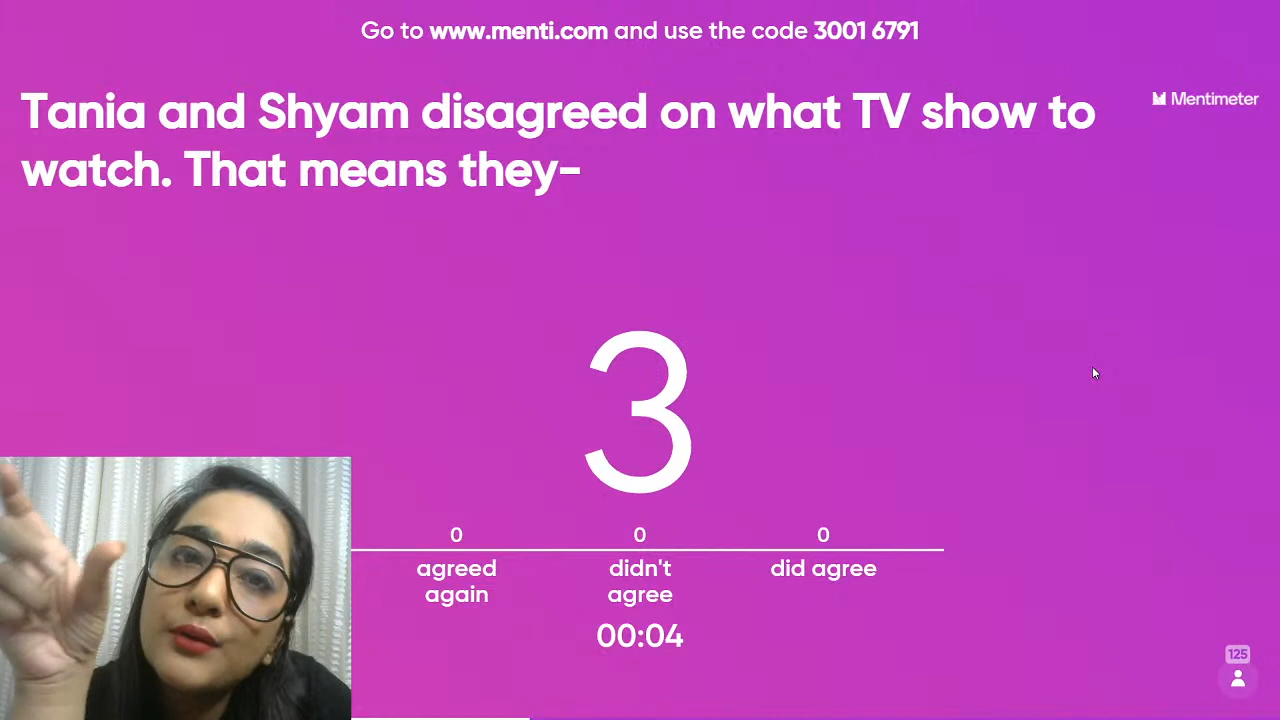 Go to www.menti.com and use the code 3001 6791
Mentimeter
Tania and Shyam disagreed on what TV show to
watch. That means they-
3
0 0 0
agreed again didn't agree did agree
00:04
125